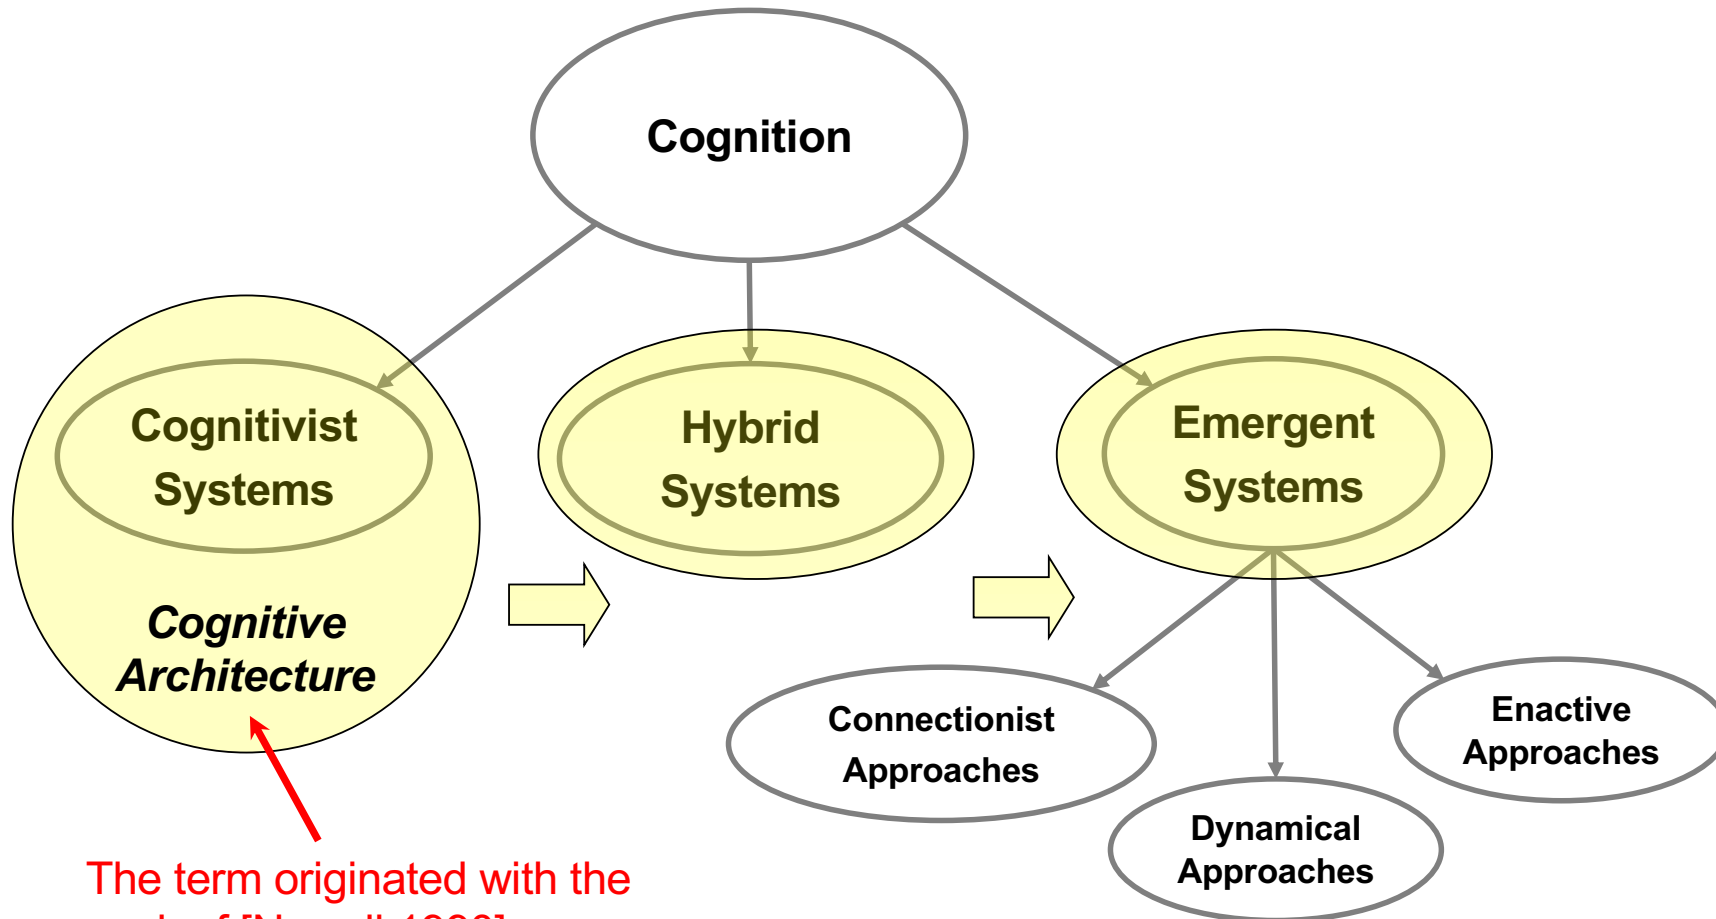 Cognition
Cognitivist
Systems
Hybrid
Systems
Emergent
Systems
Cognitive
Architecture
Connectionist
Approaches
Enactive
Approaches
Dynamical
Approaches
The term originated with the